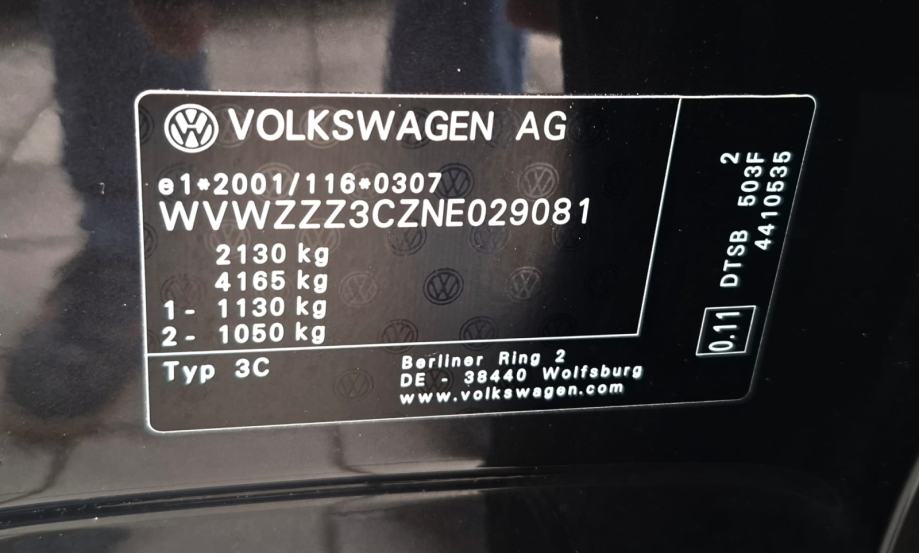 VOLKSWAGEN AG
e1*2001/116*0307
WVWZZZ3CZNE029081
2130 kg
4165 kg
1- 1130 kg
2- 1050 kg
Typ 3C
Berliner Ring 2
DE - 38440 Wolfsburg
www.volkswagen.com
0.11 DTSB 503F 2
4410535